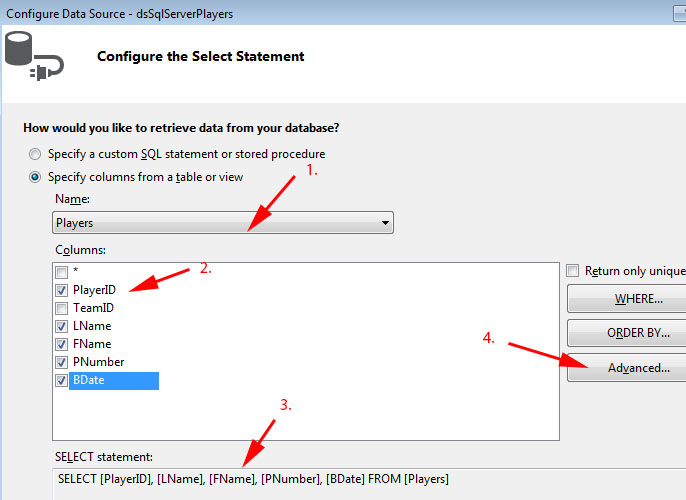 Configure Data Source - dsSqlServerPlayers
Configure the Select Statement
How would you like to retrieve data from your database?
Specify a custom SQL statement or stored procedure
Specify columns from a table or view
1.
Name:
Players
Columns:
*
2.
Return only unique
PlayerID
TeamID
WHERE...
LName
FName
ORDER BY...
4.
PNumber
Advanced...
BDate
3.
SELECT statement:
SELECT [PlayerID], [LName], [FName], [PNumber], [BDate] FROM [Players]